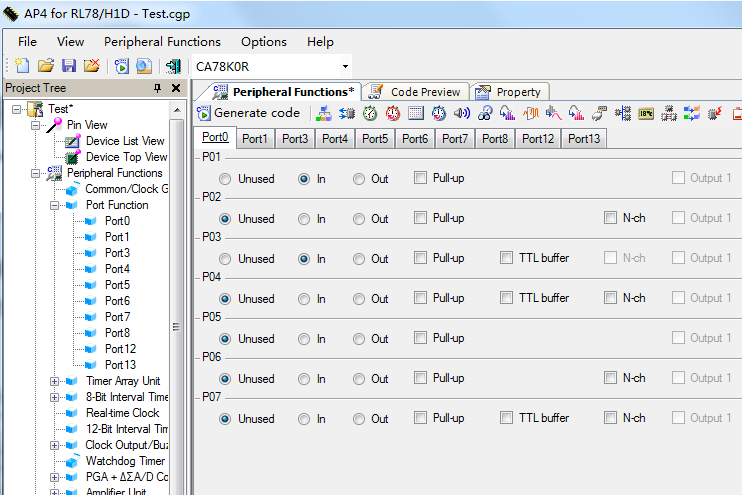 AP4 for RL78/H1D - Test.cgp
File View Peripheral Functions Options Help
CA78K0R
Project Tree
Test*
Pin View
Device List View
Device Top View
Peripheral Functions
Common/Clock G
Port Function
Port0
Port1
Port3
Port4
Port5
Port6
Port7
Port8
Port12
Port13
Timer Array Unit
8-Bit Interval Time
Real-time Clock
12-Bit Interval Tim
Clock Output/Buz
Watchdog Timer
PGA + ΔΣA/D Co
Amplifier Unit
Peripheral Functions* Code Preview Property
Generate code
Port0 Port1 Port3 Port4 Port5 Port6 Port7 Port8 Port12 Port13
P01
Unused In Out Pull-up Output 1
P02
Unused In Out Pull-up N-ch Output 1
P03
Unused In Out Pull-up TTL buffer N-ch Output 1
P04
Unused In Out Pull-up TTL buffer N-ch Output 1
P05
Unused In Out Pull-up Output 1
P06
Unused In Out Pull-up N-ch Output 1
P07
Unused In Out Pull-up TTL buffer N-ch Output 1